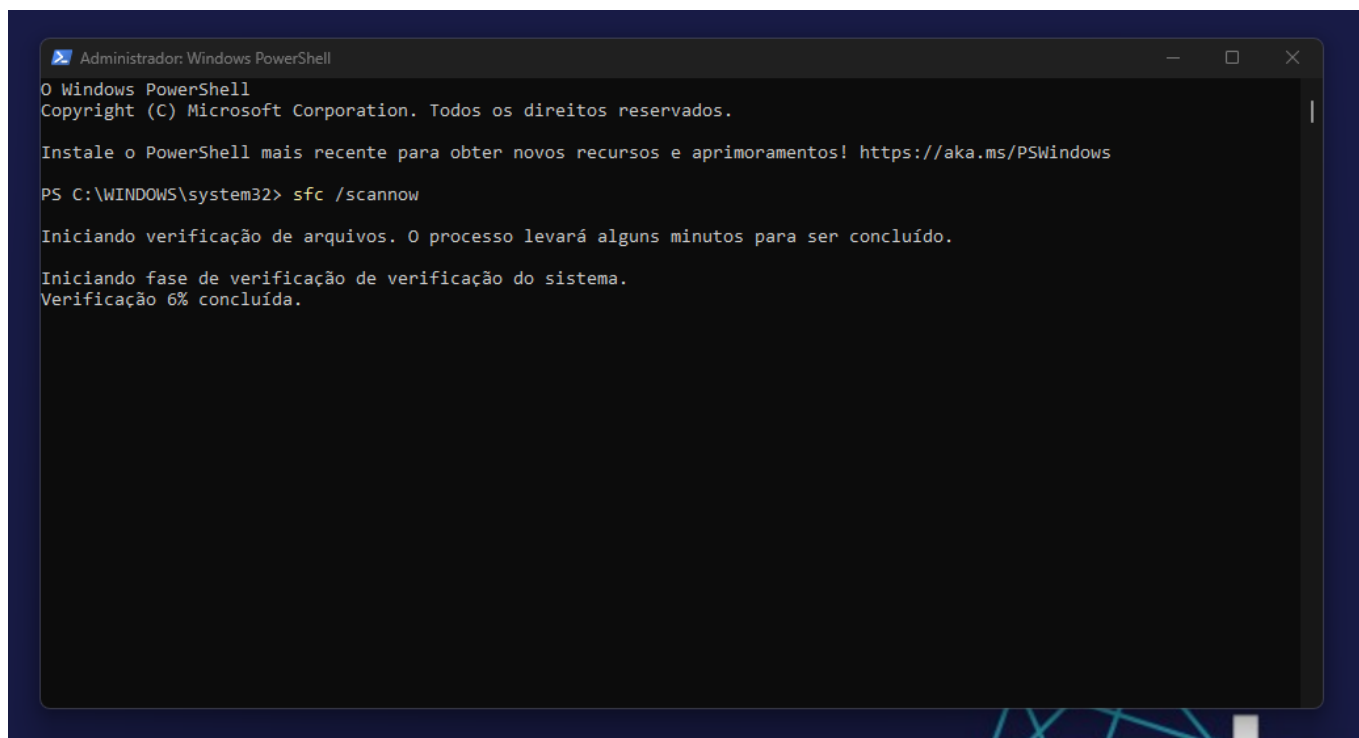 Administrador: Windows PowerShell
O Windows PowerShell
Copyright (C) Microsoft Corporation. Todos os direitos reservados.
Instale o PowerShell mais recente para obter novos recursos e aprimoramentos! https://aka.ms/PSWindows
PS C:\WINDOWS\system32> sfc /scannow
Iniciando verificação de arquivos. O processo levará alguns minutos para ser concluído.
Iniciando fase de verificação de verificação do sistema.
Verificação 6% concluída.